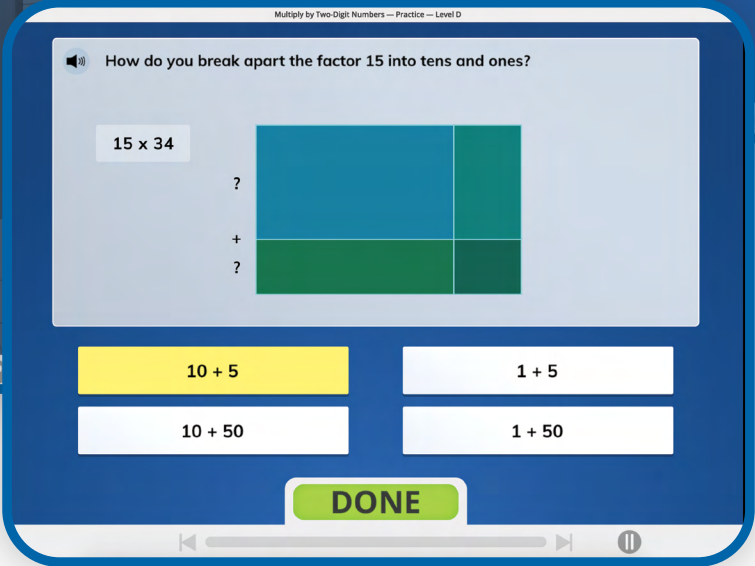 Multiply by Two-Digit Numbers — Practice — Level D
How do you break apart the factor 15 into tens and ones?
15 x 34
?
+
?
10 + 5
1 + 5
10 + 50
1 + 50
DONE